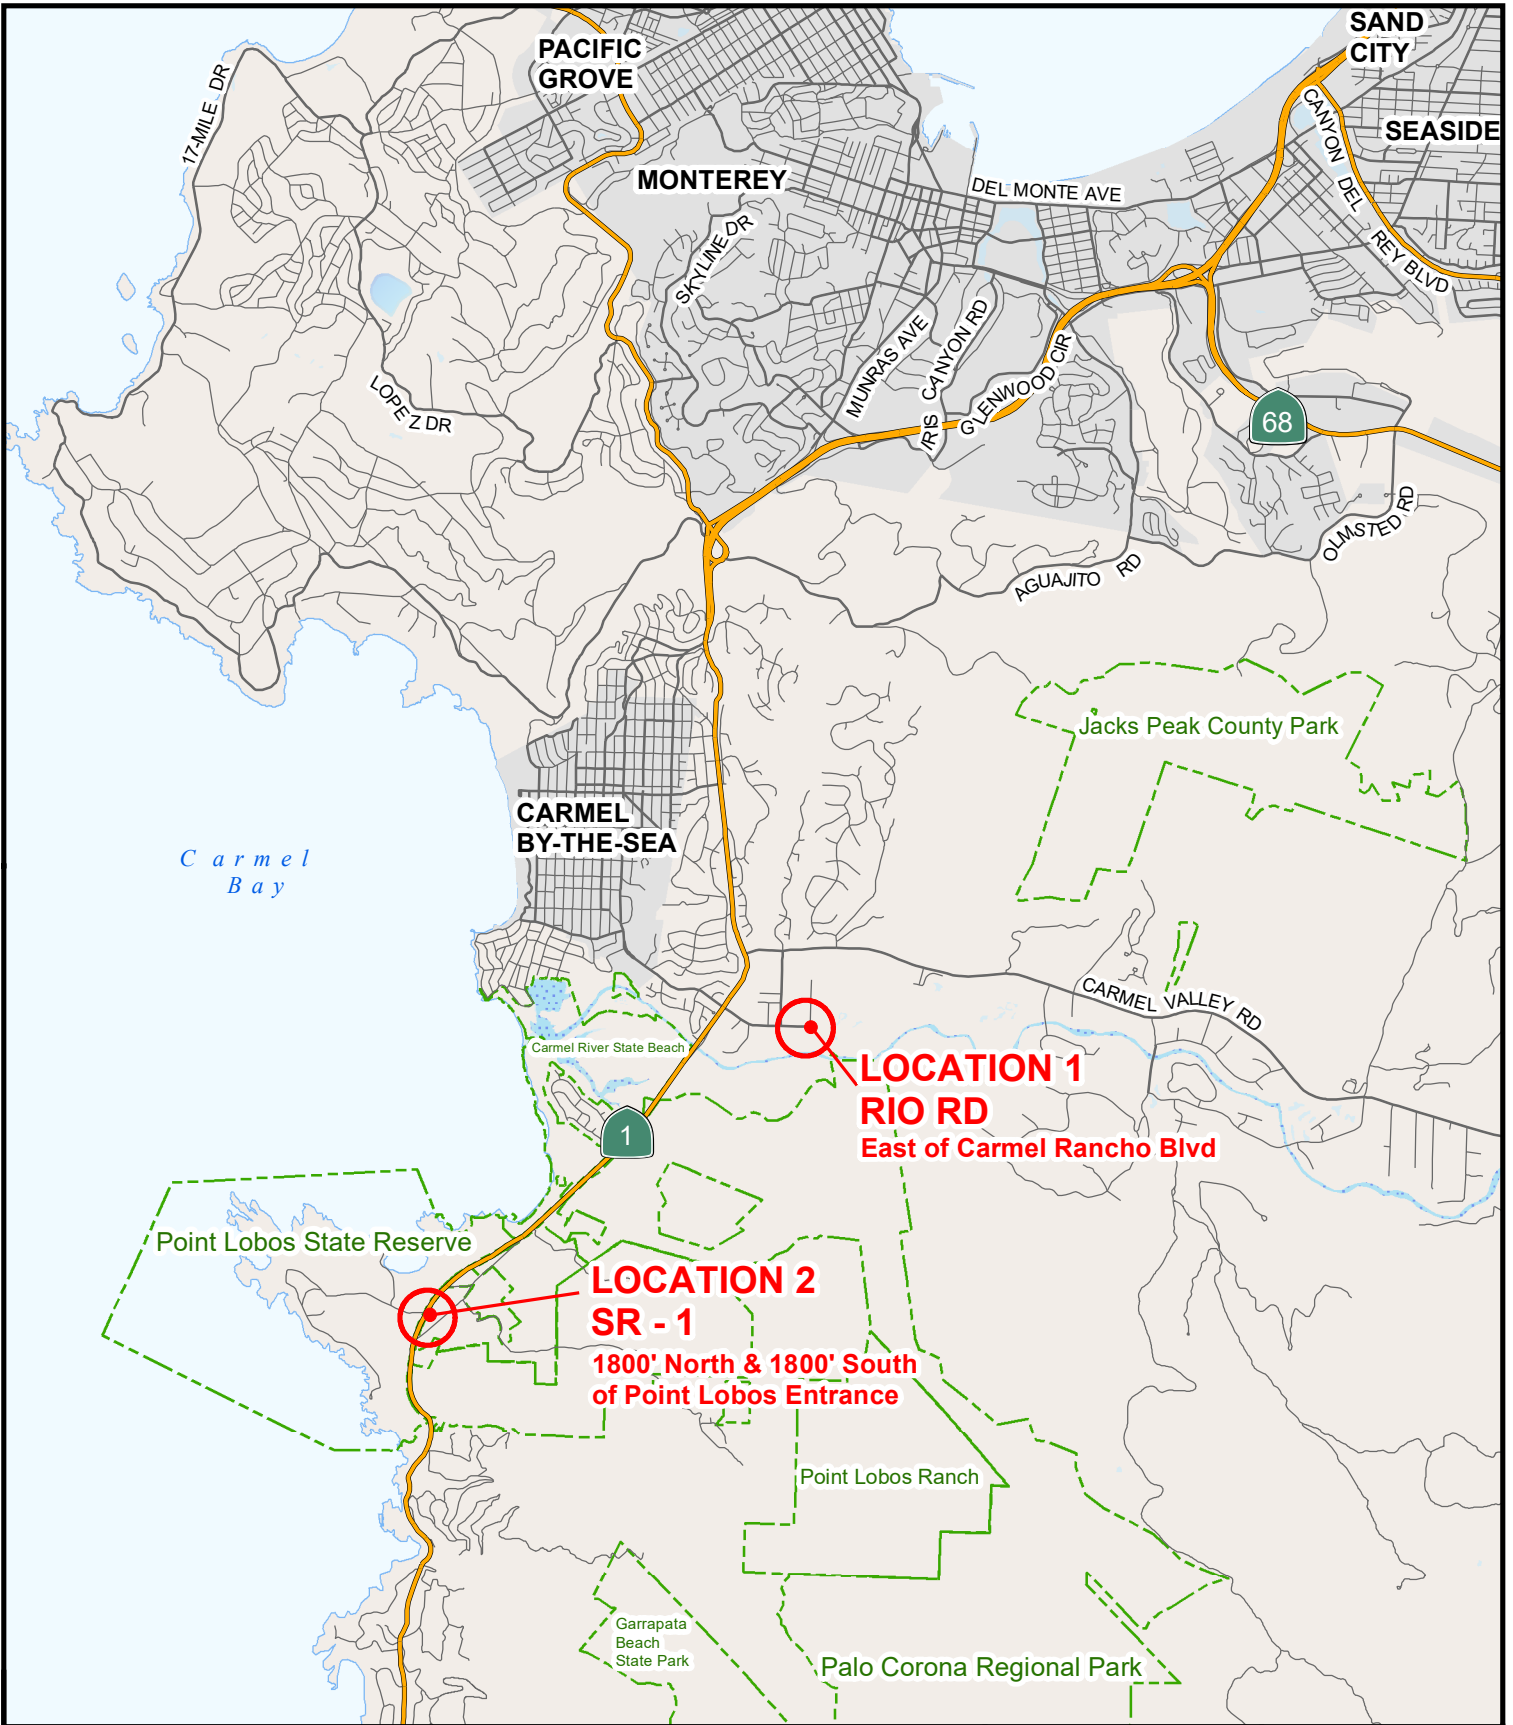 SAND
CITY
PACIFIC
GROVE
17-MILE DR
CANYON DEL REY BLVD
SEASIDE
MONTEREY
DEL MONTE AVE
SKYLINE DR
MUNRAS AVE
IRIS CANYON RD
GLENWOOD CIR
LOPEZ DR
68
OLMSTED RD
AGUAJITO RD
Jacks Peak County Park
CARMEL
BY-THE-SEA
Carmel
Bay
CARMEL VALLEY RD
Carmel River State Beach
LOCATION 1
RIO RD
East of Carmel Rancho Blvd
1
Point Lobos State Reserve
LOCATION 2
SR - 1
1800' North & 1800' South
of Point Lobos Entrance
Point Lobos Ranch
Garrapata
Beach
State Park
Palo Corona Regional Park